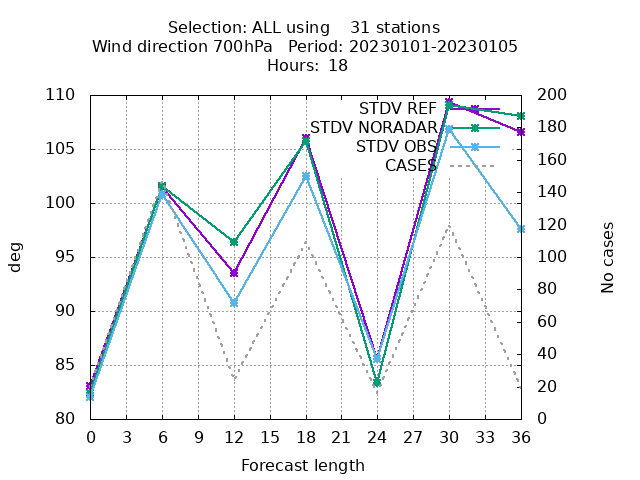 Selection: ALL using    31 stations
Wind direction 700hPa   Period: 20230101-20230105
Hours:  18
110
105
100
95
90
85
80
deg
STDV REF
STDV NORADAR
STDV OBS
CASES
200
180
160
140
120
100
80
60
40
20
0
No cases
0 3 6 9 12 15 18 21 24 27 30 33 36
Forecast length